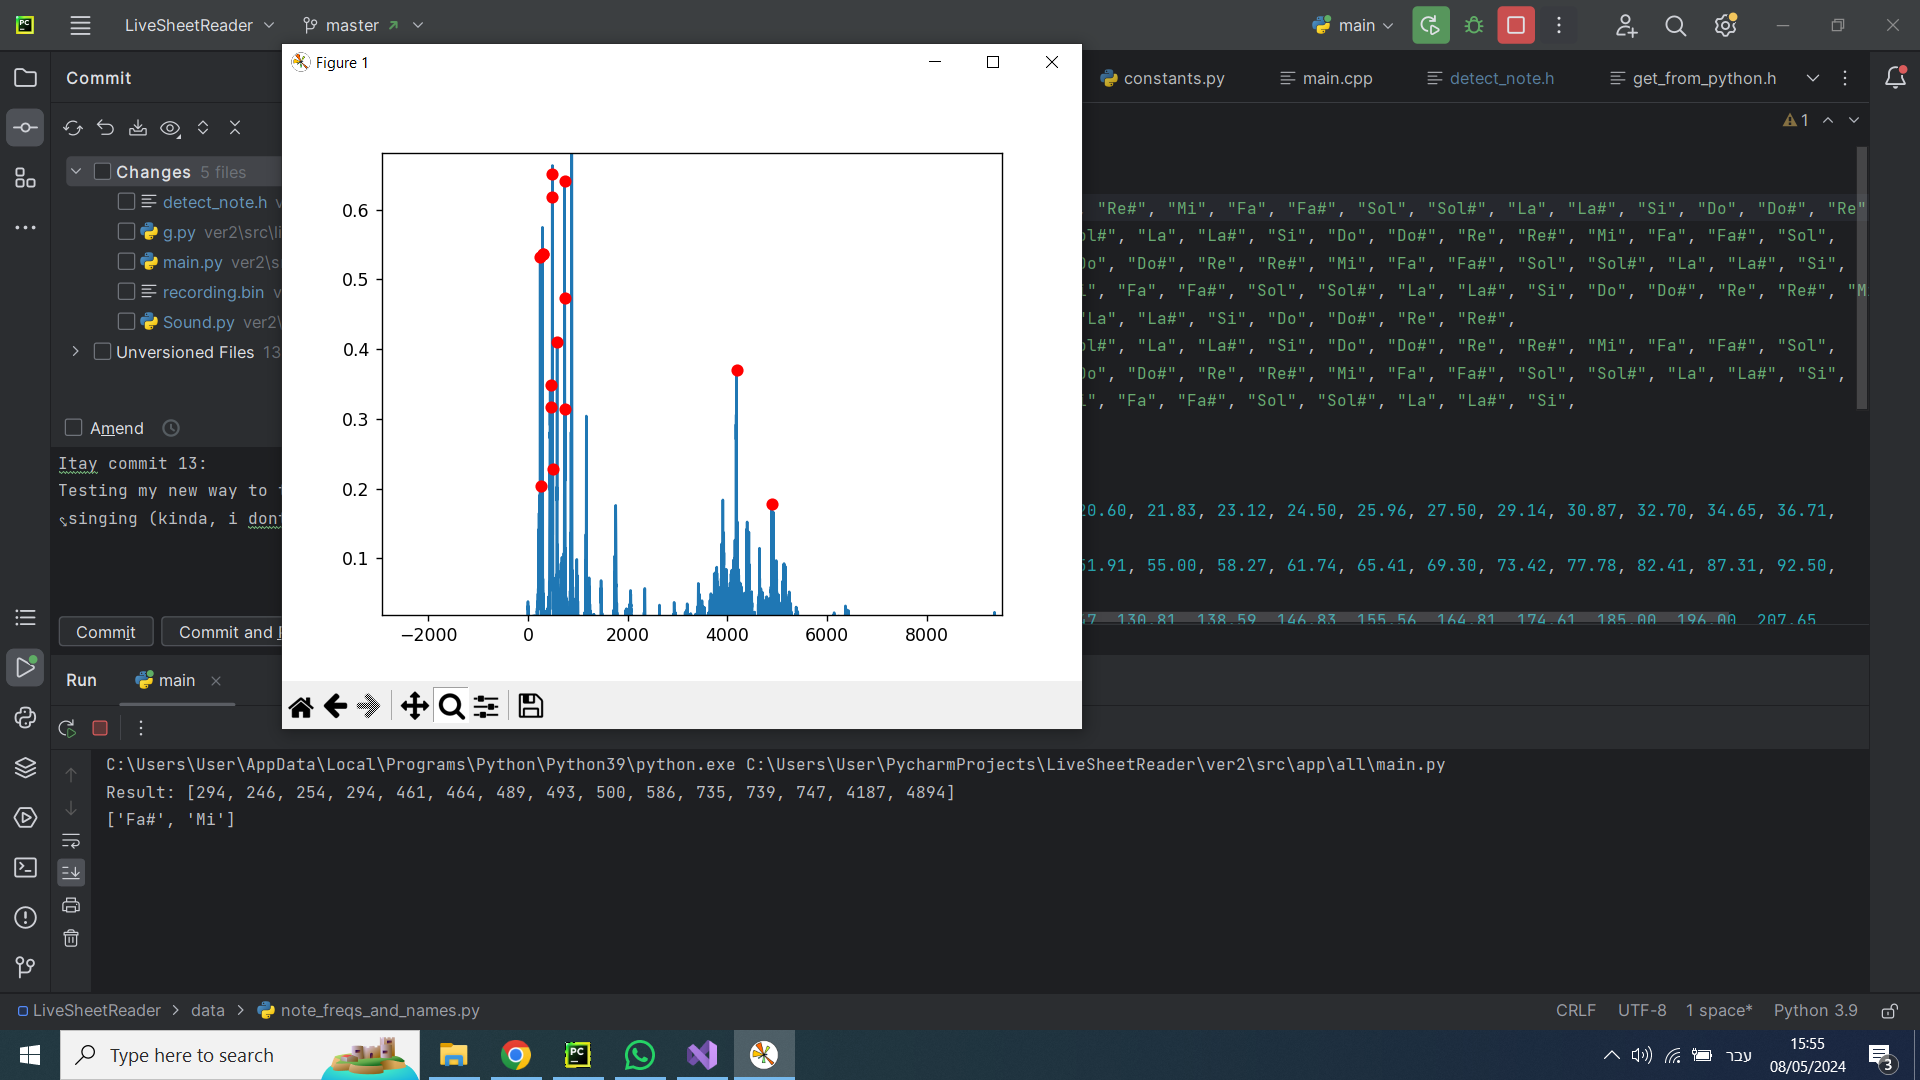 PC
LiveSheetReader
master
main
Commit
Figure 1
constants.py
main.cpp
detect_note.h
get_from_python.h
1
Changes 5 files
detect_note.h
g.py ver2\src\li
main.py ver2\s
recording.bin
Sound.py ver2\
Unversioned Files 13
Amend
Itay commit 13:
Testing my new way to
singing (kinda, i don
Commit
Commit and
0.6
0.5
0.4
0.3
0.2
0.1
−2000 0 2000 4000 6000 8000
"Re#", "Mi", "Fa", "Fa#", "Sol", "Sol#", "La", "La#", "Si", "Do", "Do#", "Re"
ol#", "La", "La#", "Si", "Do", "Do#", "Re", "Re#", "Mi", "Fa", "Fa#", "Sol",
Do", "Do#", "Re", "Re#", "Mi", "Fa", "Fa#", "Sol", "Sol#", "La", "La#", "Si",
", "Fa", "Fa#", "Sol", "Sol#", "La", "La#", "Si", "Do", "Do#", "Re", "Re#", "M
"La", "La#", "Si", "Do", "Do#", "Re", "Re#",
ol#", "La", "La#", "Si", "Do", "Do#", "Re", "Re#", "Mi", "Fa", "Fa#", "Sol",
Do", "Do#", "Re", "Re#", "Mi", "Fa", "Fa#", "Sol", "Sol#", "La", "La#", "Si",
", "Fa", "Fa#", "Sol", "Sol#", "La", "La#", "Si",
20.60, 21.83, 23.12, 24.50, 25.96, 27.50, 29.14, 30.87, 32.70, 34.65, 36.71,
51.91, 55.00, 58.27, 61.74, 65.41, 69.30, 73.42, 77.78, 82.41, 87.31, 92.50,
47, 130.81, 138.59, 146.83, 155.56, 164.81, 174.61, 185.00, 196.00, 207.65
Run
main
C:\Users\User\AppData\Local\Programs\Python\Python39\python.exe C:\Users\User\PycharmProjects\LiveSheetReader\ver2\src\app\all\main.py
Result: [294, 246, 254, 294, 461, 464, 489, 493, 500, 586, 735, 739, 747, 4187, 4894]
['Fa#', 'Mi']
LiveSheetReader > data > note_freqs_and_names.py
CRLF UTF-8 1 space* Python 3.9
Type here to search
PC
עבר
15:55
08/05/2024
3